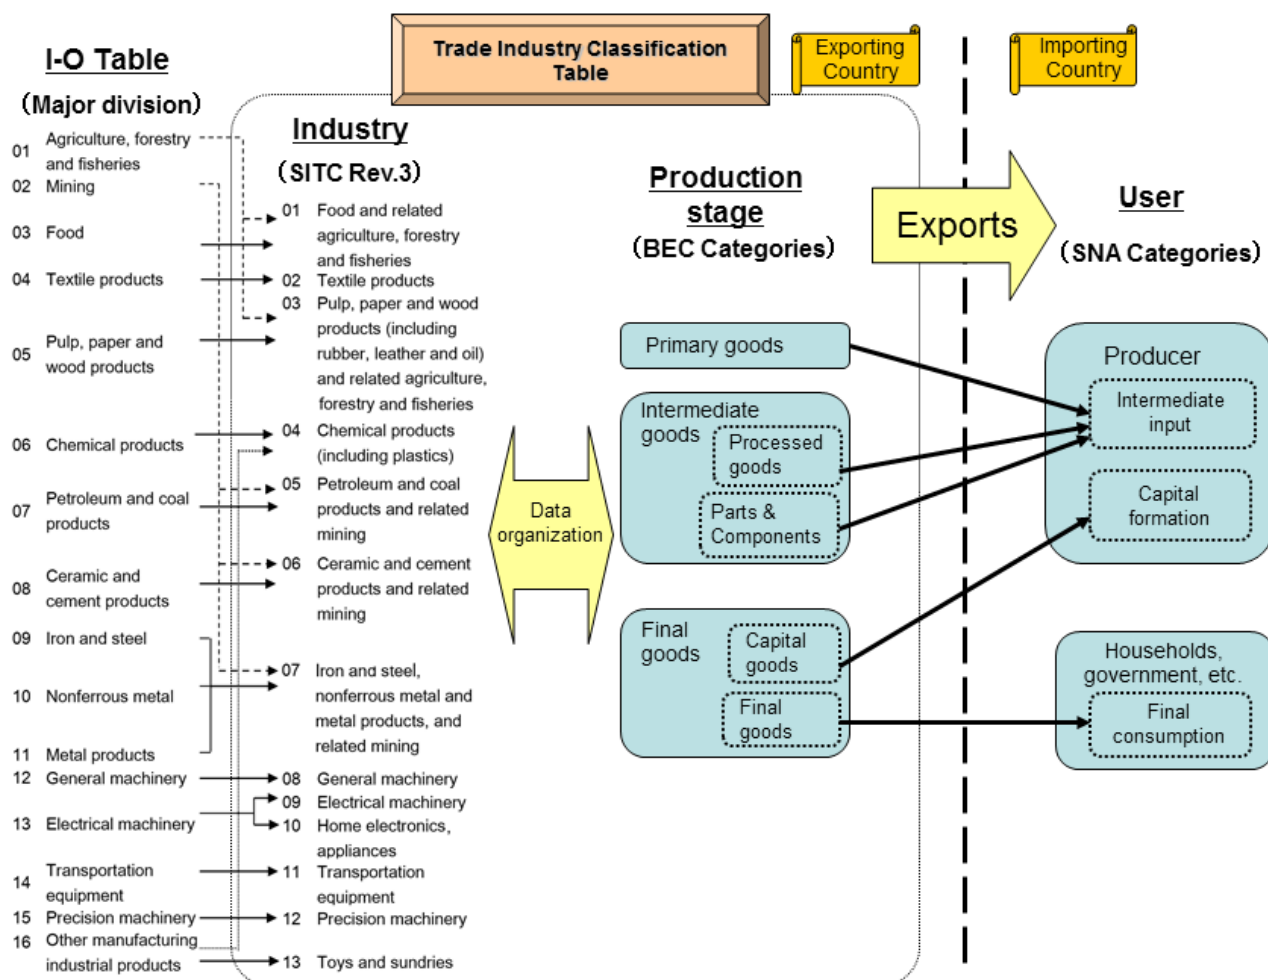 Trade Industry Classification
Table
Exporting
Country
Importing
Country
I-O Table
(Major division)
01 Agriculture, forestry
and fisheries
02 Mining
03 Food
04 Textile products
05 Pulp, paper and
wood products
06 Chemical products
07 Petroleum and coal
products
08 Ceramic and
cement products
09 Iron and steel
10 Nonferrous metal
11 Metal products
12 General machinery
13 Electrical machinery
14 Transportation
equipment
15 Precision machinery
16 Other manufacturing
industrial products
Industry
(SITC Rev.3)
01 Food and related
agriculture, forestry
and fisheries
02 Textile products
03 Pulp, paper and wood
products (including
rubber, leather and oil)
and related agriculture,
forestry and fisheries
04 Chemical products
(including plastics)
05 Petroleum and coal
products and related
mining
06 Ceramic and cement
products and related
mining
07 Iron and steel,
nonferrous metal and
metal products, and
related mining
08 General machinery
09 Electrical machinery
10 Home electronics,
appliances
11 Transportation
equipment
12 Precision machinery
13 Toys and sundries
Data
organization
Production
stage
(BEC Categories)
Primary goods
Intermediate
goods
Processed
goods
Parts &
Components
Final
goods
Capital
goods
Final
goods
Exports
User
(SNA Categories)
Producer
Intermediate
input
Capital
formation
Households,
government, etc.
Final
consumption